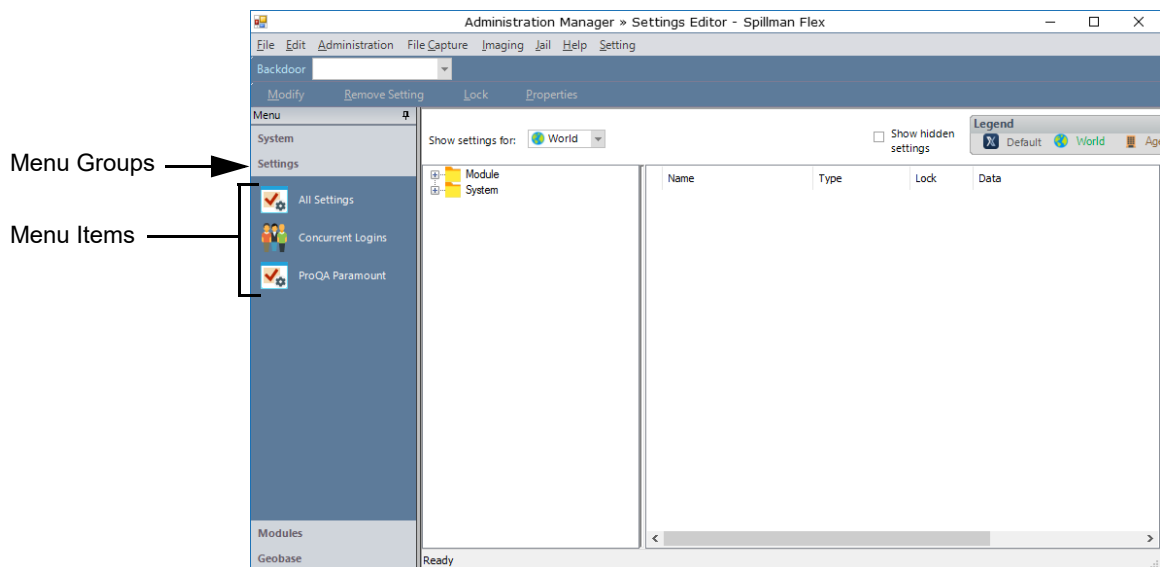 Administration Manager » Settings Editor - Spillman Flex
File Edit Administration File Capture Imaging Jail Help Setting
Backdoor
Modify Remove Setting Lock Properties
Menu
System
Settings
All Settings
Concurrent Logins
ProQA Paramount
Modules
Geobase
Menu Groups
Menu Items
Show settings for: World
Show hidden
settings
Legend
Default World Age
Module
System
Name Type Lock Data
Ready